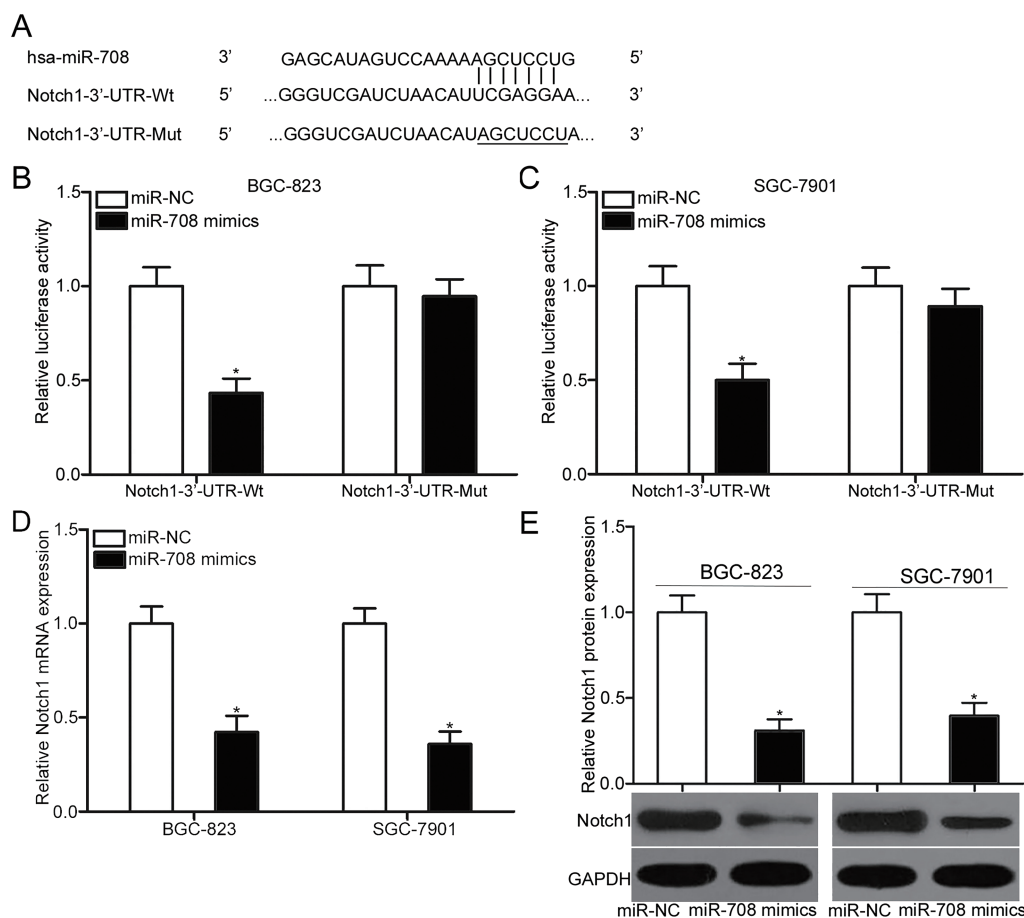 A
hsa-miR-708 3’ GAGCAUAGUCCAAAAAGCUCCUG 5’
Notch1-3’-UTR-Wt 5’ ...GGGUCGAUCUAACAUUCGAGGAA... 3’
Notch1-3’-UTR-Mut 5’ ...GGGUCGAUCUAACAUAGCUCCUA... 3’
B
BGC-823
miR-NC
miR-708 mimics
Relative luciferase activity
1.5
1.0
0.5
0.0
*
Notch1-3’-UTR-Wt Notch1-3’-UTR-Mut
C
SGC-7901
miR-NC
miR-708 mimics
Relative luciferase activity
1.5
1.0
0.5
0.0
*
Notch1-3’-UTR-Wt Notch1-3’-UTR-Mut
D
miR-NC
miR-708 mimics
Relative Notch1 mRNA expression
1.5
1.0
0.5
0.0
* *
BGC-823 SGC-7901
E
Relative Notch1 protein expression
1.5
1.0
0.5
0.0
BGC-823 SGC-7901
* *
Notch1
GAPDH
miR-NC miR-708 mimics miR-NC miR-708 mimics